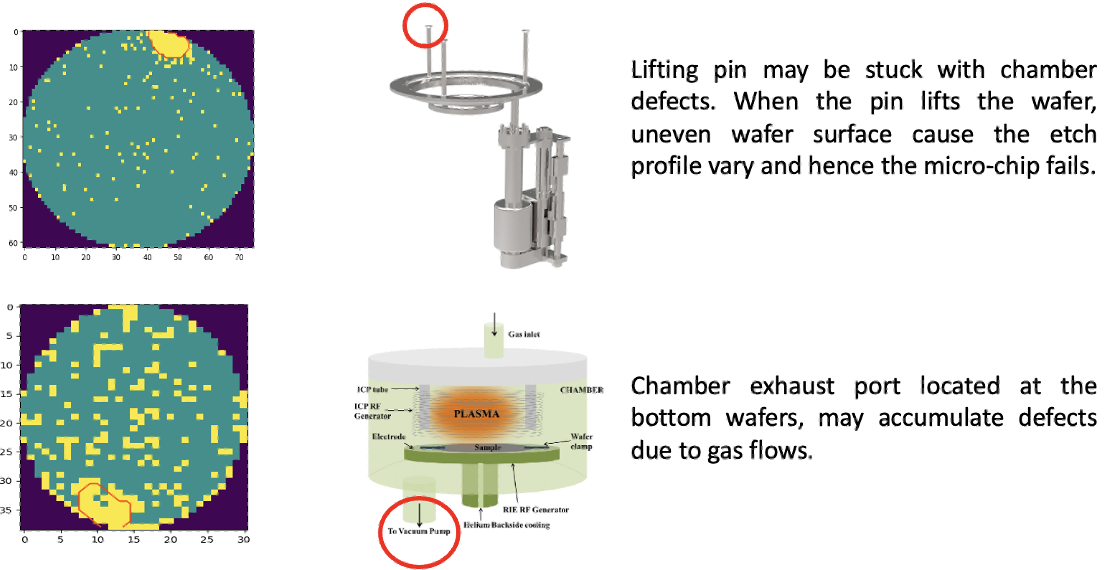 0
10
20
30
40
50
60
0 10 20 30 40 50 60 70
Lifting pin may be stuck with chamber
defects. When the pin lifts the wafer,
uneven wafer surface cause the etch
profile vary and hence the micro-chip fails.
0
5
10
15
20
25
30
35
0 5 10 15 20 25 30
Gas inlet
ICP tube
CHAMBER
ICP RF
Generator
PLASMA
Electrode
Sample
Wafer
clamp
RIE RF Generator
Helium Backside cooling
To Vacuum Pump
Chamber exhaust port located at the
bottom wafers, may accumulate defects
due to gas flows.